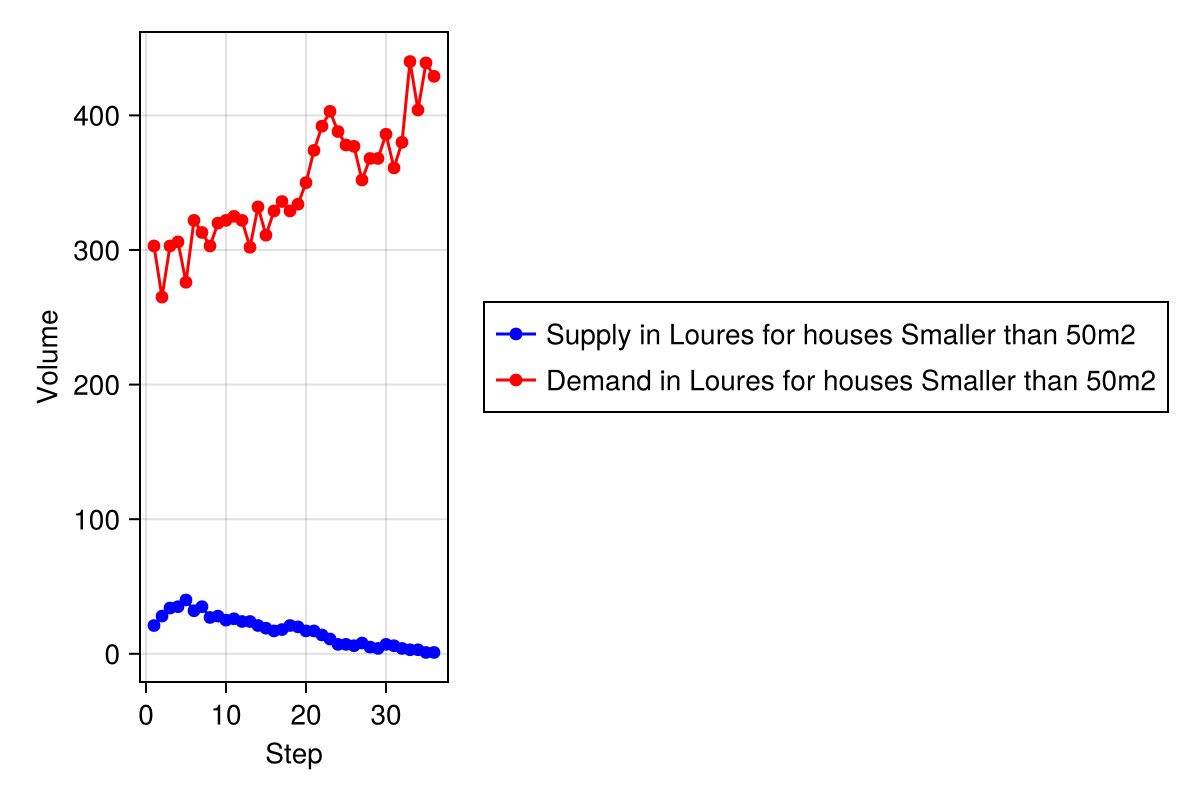 400
300
200
100
0
Volume
0 10 20 30
Step
Supply in Loures for houses Smaller than 50m2
Demand in Loures for houses Smaller than 50m2